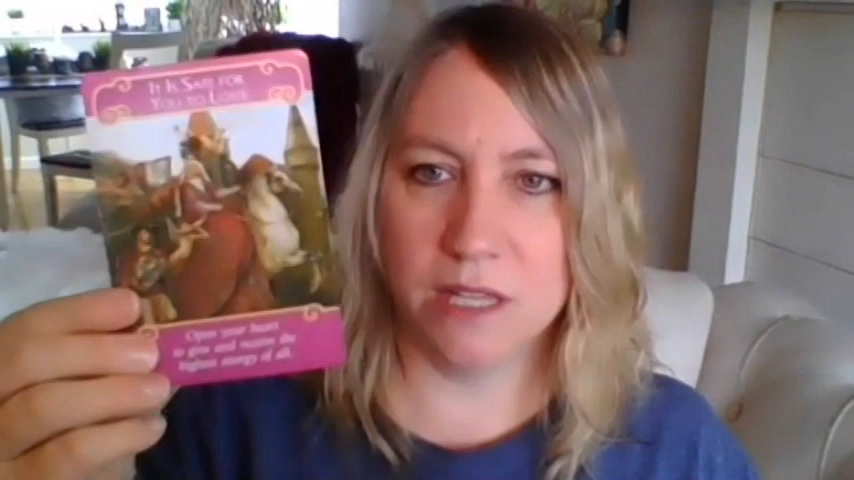 It Is Safe for
You to Love
Open your heart
to give and receive the
highest energy of all.